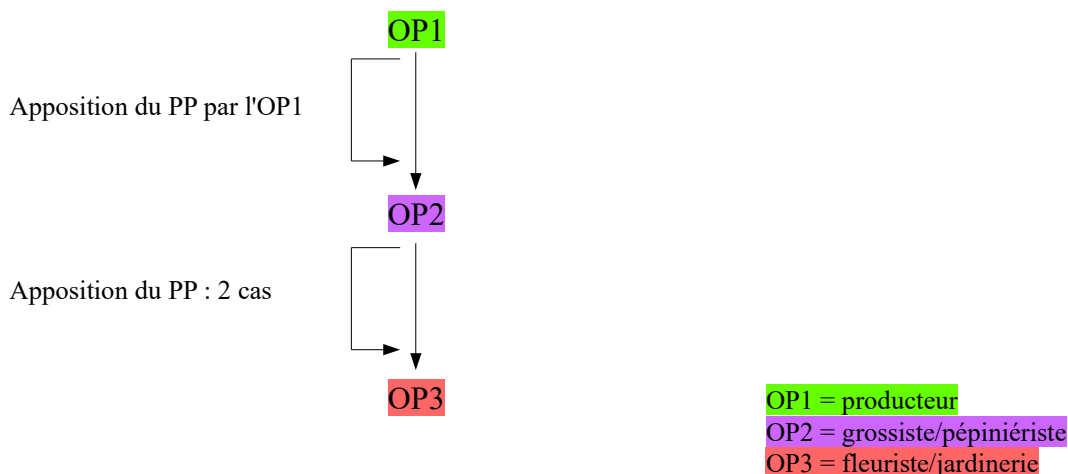 OP1
Apposition du PP par l'OP1
OP2
Apposition du PP : 2 cas
OP3
OP1 = producteur
OP2 = grossiste/pépiniériste
OP3 = fleuriste/jardinerie